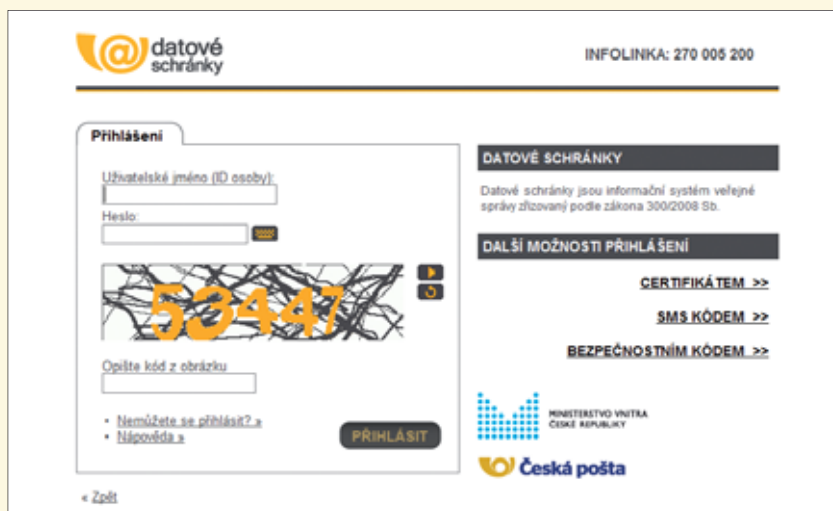 datové
schránky
INFOLINKA: 270 005 200
Přihlášení
Uživatelské jméno (ID osoby):
Heslo:
53447
Opište kód z obrázku
• Nemůžete se přihlásit? »
• Nápověda »
PŘIHLÁSIT
« Zpět
DATOVÉ SCHRÁNKY
Datové schránky jsou informační systém veřejné
správy zřizovaný podle zákona 300/2008 Sb.
DALŠÍ MOŽNOSTI PŘIHLÁŠENÍ
CERTIFIKÁTEM >>
SMS KÓDEM >>
BEZPEČNOSTNÍM KÓDEM >>
MINISTERSTVO VNITRA
ČESKÉ REPUBLIKY
Česká pošta